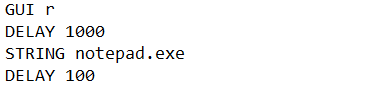 GUI r
DELAY 1000
STRING notepad.exe
DELAY 100